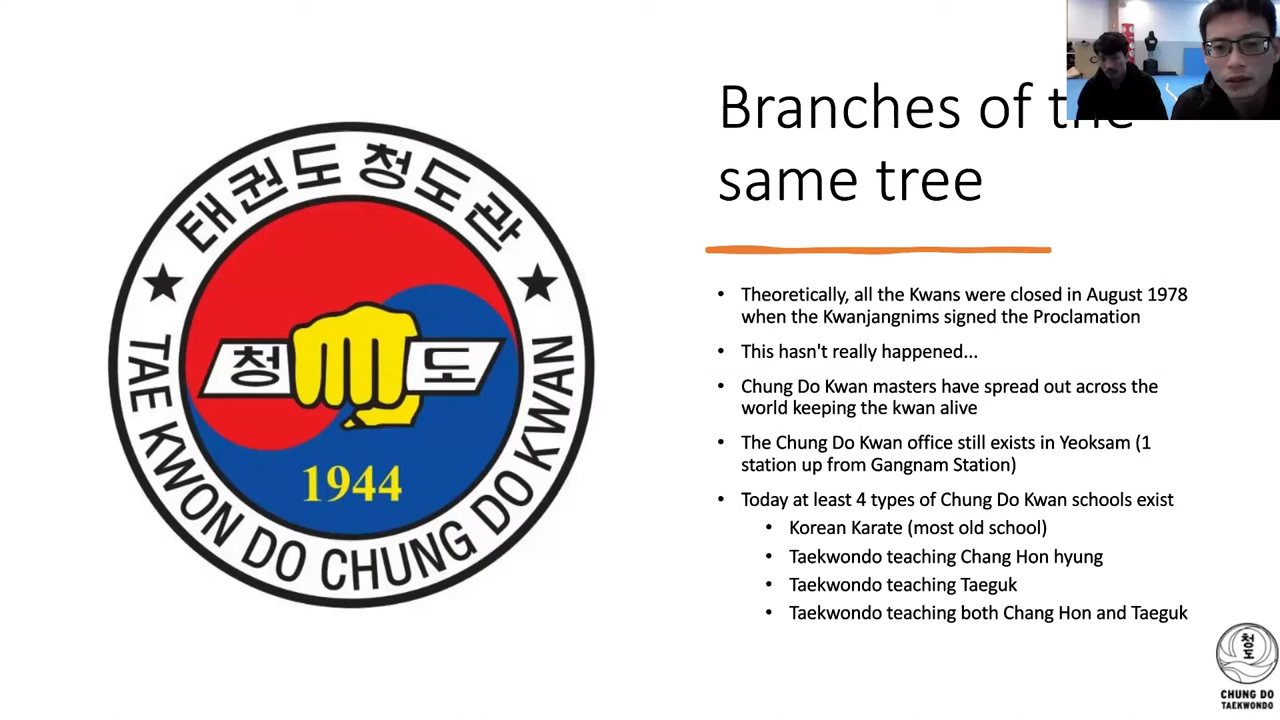 태권도 청도관
TAE KWON DO CHUNG DO KWAN
청 도
1944
Branches of the
same tree
• Theoretically, all the Kwans were closed in August 1978
when the Kwanjangnims signed the Proclamation
• This hasn't really happened...
• Chung Do Kwan masters have spread out across the
world keeping the kwan alive
• The Chung Do Kwan office still exists in Yeoksam (1
station up from Gangnam Station)
• Today at least 4 types of Chung Do Kwan schools exist
• Korean Karate (most old school)
• Taekwondo teaching Chang Hon hyung
• Taekwondo teaching Taeguk
• Taekwondo teaching both Chang Hon and Taeguk
청
도
CHUNG DO
TAEKWONDO